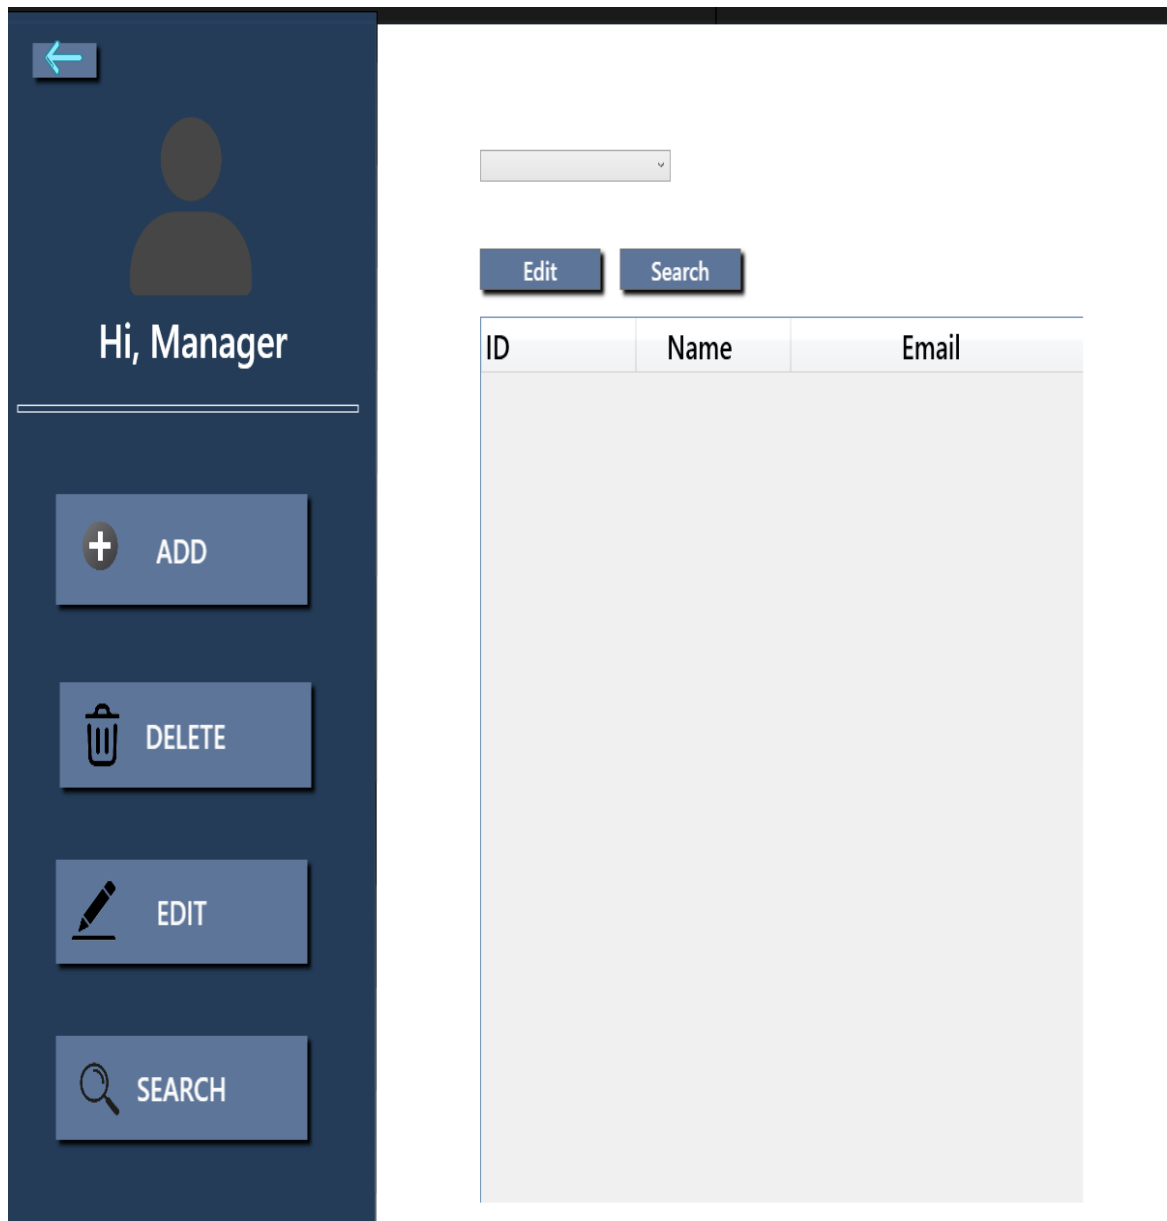 Hi, Manager
ADD
DELETE
EDIT
SEARCH
Edit Search
ID Name Email